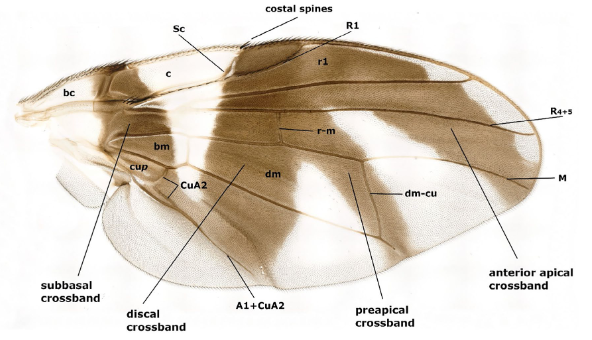 costal spines
Sc
R1
bc
c
r1
R4+5
r-m
bm
cup
dm
CuA2
M
dm-cu
subbasal
crossband
discal
crossband
A1+CuA2
preapical
crossband
anterior apical
crossband